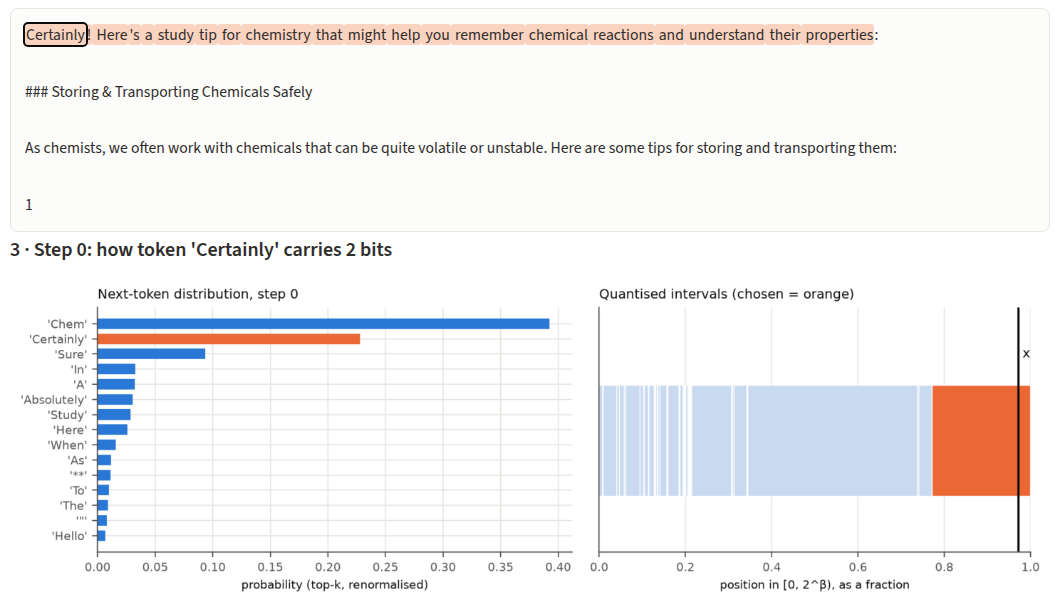 Certainly! Here's a study tip for chemistry that might help you remember chemical reactions and understand their properties:
### Storing & Transporting Chemicals Safely
As chemists, we often work with chemicals that can be quite volatile or unstable. Here are some tips for storing and transporting them:
1
3 · Step 0: how token 'Certainly' carries 2 bits
Next-token distribution, step 0
'Chem'
'Certainly'
'Sure'
'In'
'A'
'Absolutely'
'Study'
'Here'
'When'
'As'
'**'
'To'
'The'
'"'
'Hello'
0.00 0.05 0.10 0.15 0.20 0.25 0.30 0.35 0.40
probability (top-k, renormalised)
Quantised intervals (chosen = orange)
x
0.0 0.2 0.4 0.6 0.8 1.0
position in [0, 2^β), as a fraction